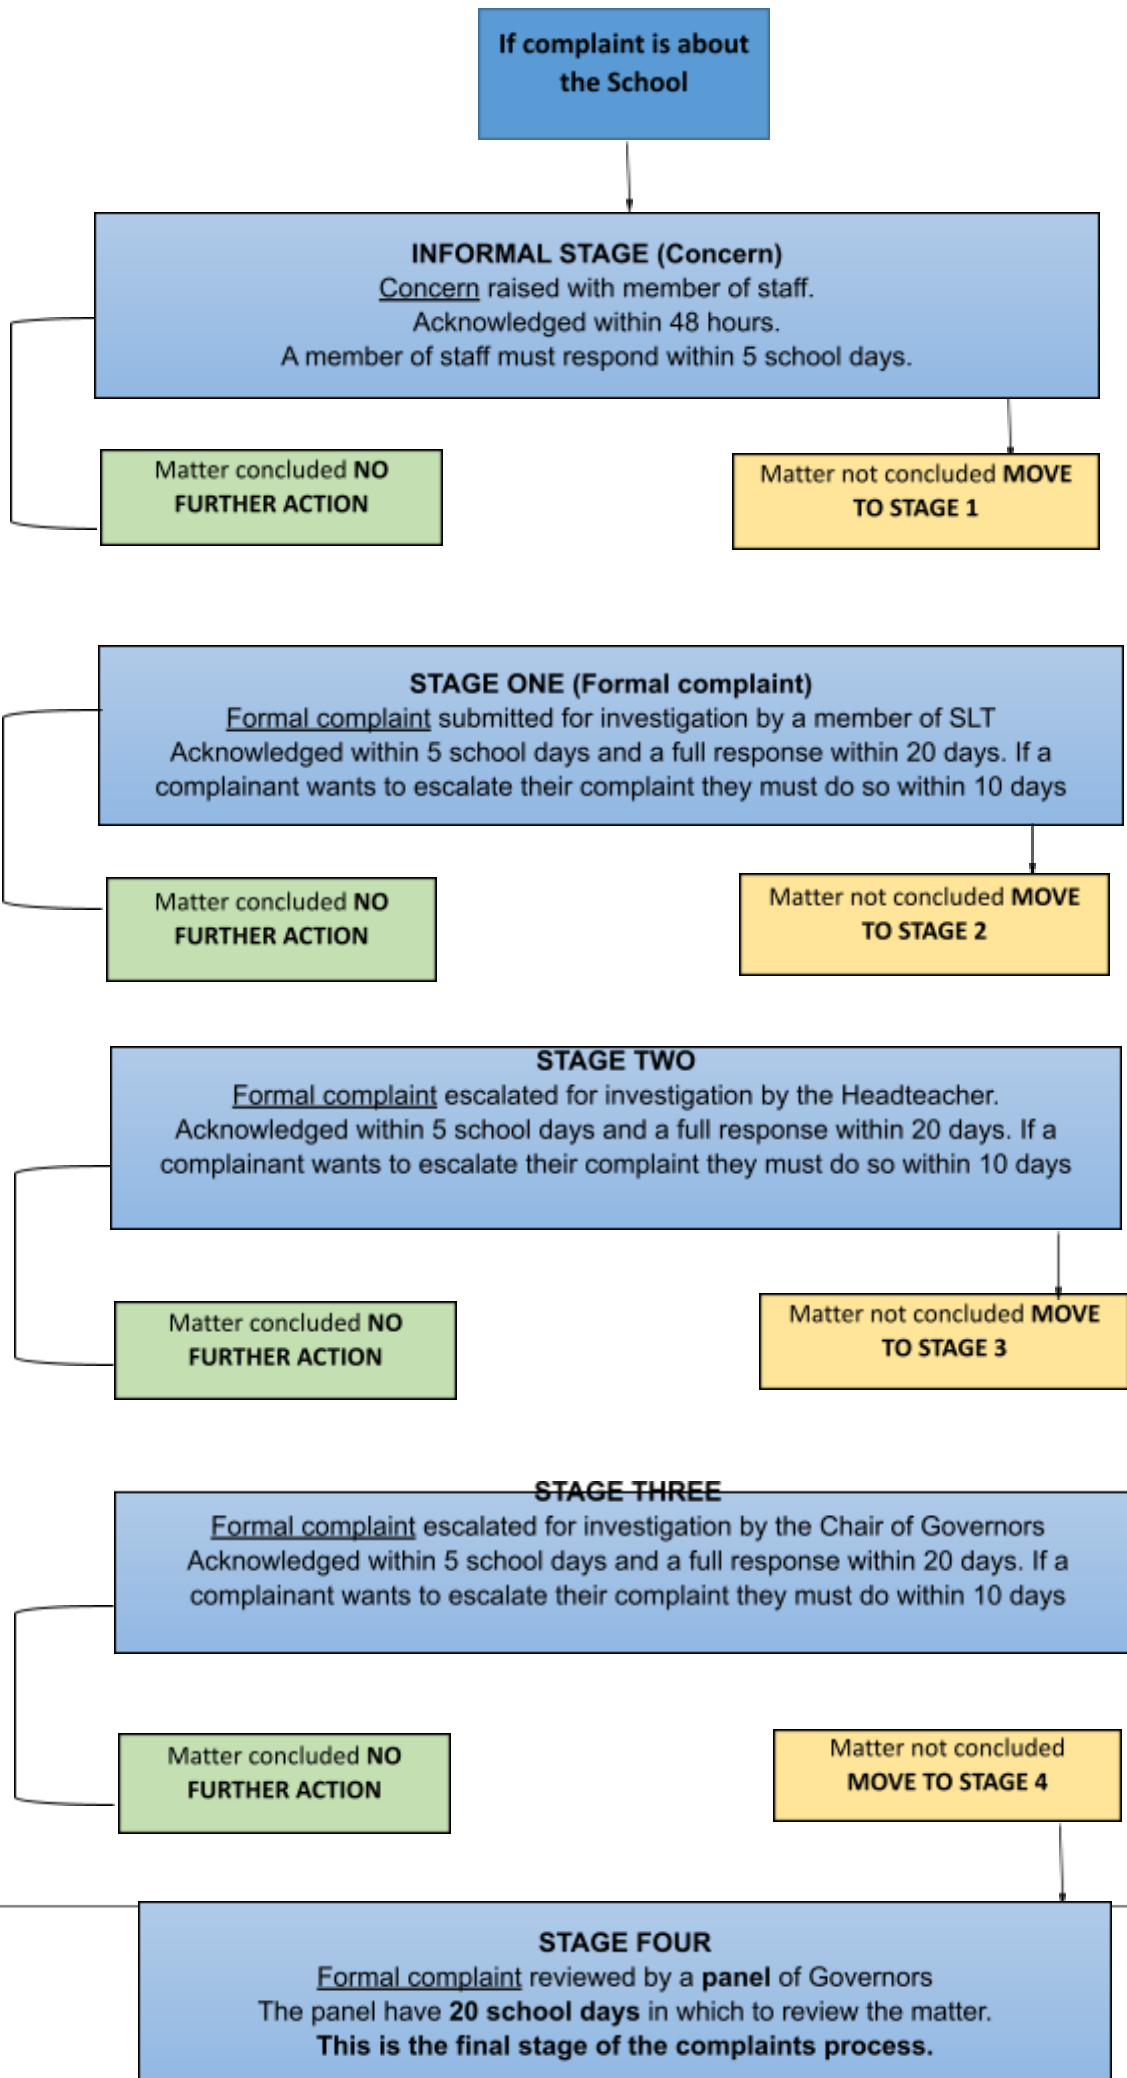 If complaint is about
the School
INFORMAL STAGE (Concern)
Concern raised with member of staff.
Acknowledged within 48 hours.
A member of staff must respond within 5 school days.
Matter concluded NO
FURTHER ACTION
Matter not concluded MOVE
TO STAGE 1
STAGE ONE (Formal complaint)
Formal complaint submitted for investigation by a member of SLT
Acknowledged within 5 school days and a full response within 20 days. If a
complainant wants to escalate their complaint they must do so within 10 days
Matter concluded NO
FURTHER ACTION
Matter not concluded MOVE
TO STAGE 2
STAGE TWO
Formal complaint escalated for investigation by the Headteacher.
Acknowledged within 5 school days and a full response within 20 days. If a
complainant wants to escalate their complaint they must do so within 10 days
Matter concluded NO
FURTHER ACTION
Matter not concluded MOVE
TO STAGE 3
STAGE THREE
Formal complaint escalated for investigation by the Chair of Governors
Acknowledged within 5 school days and a full response within 20 days. If a
complainant wants to escalate their complaint they must do within 10 days
Matter concluded NO
FURTHER ACTION
Matter not concluded
MOVE TO STAGE 4
STAGE FOUR
Formal complaint reviewed by a panel of Governors
The panel have 20 school days in which to review the matter.
This is the final stage of the complaints process.